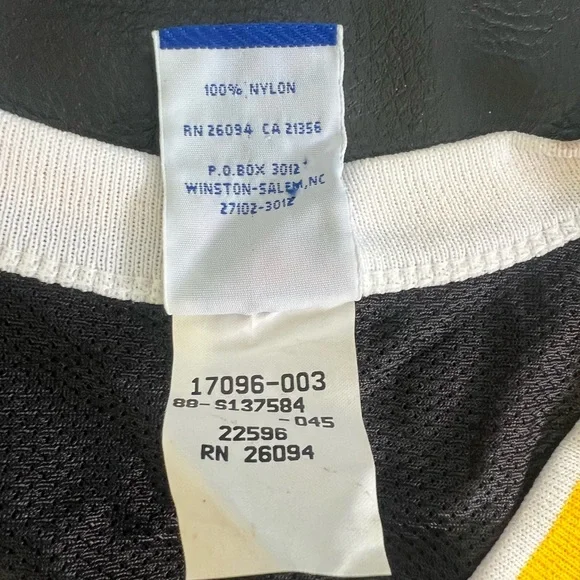 100% NYLON
RN 26094 CA 21356
P.O.BOX 3012
WINSTON-SALEM,NC
27102-3012
17096-003
88-S137584
-045
22596
RN 26094